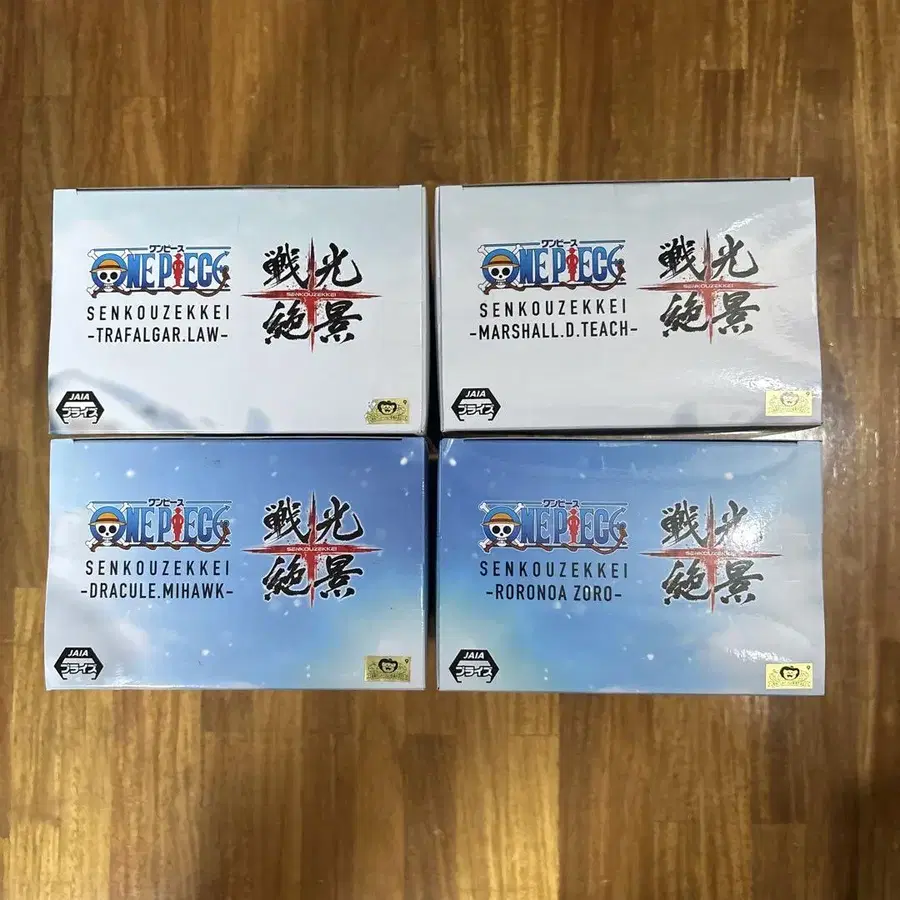 ワンピース
ONE PIECE
SENKOUZEKKEI
-TRAFALGAR.LAW-
戦光
SENKOUZEKKEI
絶景
JAIA
プライズ
ワンピース
ONE PIECE
SENKOUZEKKEI
-MARSHALL.D.TEACH-
戦光
SENKOUZEKKEI
絶景
JAIA
プライズ
ワンピース
ONE PIECE
SENKOUZEKKEI
-DRACULE.MIHAWK-
戦光
SENKOUZEKKEI
絶景
JAIA
プライズ
ワンピース
ONE PIECE
SENKOUZEKKEI
-RORONOA ZORO-
戦光
SENKOUZEKKEI
絶景
JAIA
プライズ